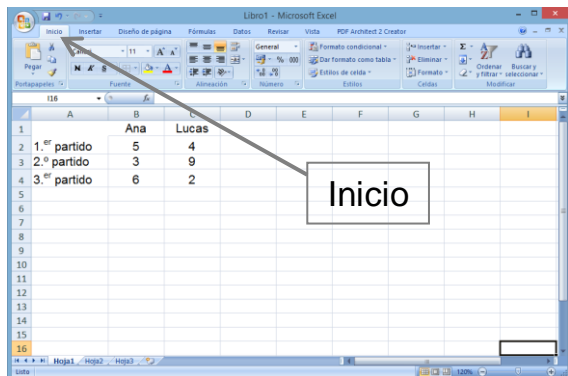 Libro1 - Microsoft Excel
Inicio Insertar Diseño de página Fórmulas Datos Revisar Vista PDF Architect 2 Creator
11 A A General Formato condicional Insertar Σ
Pegar N K S % 000 Dar formato como tabla Eliminar Ordenar y filtrar Buscar y seleccionar
Estilos de celda Formato
Portapapeles Fuente Alineación Número Estilos Celdas Modificar
I16 fx
A B C D E F G H I
1 Ana Lucas
2 1.er partido 5 4
3 2.º partido 3 9
4 3.er partido 6 2
5
6
7
8
9
10
11
12
13
14
15
16
Inicio
Hoja1 Hoja2 Hoja3
Listo 120%